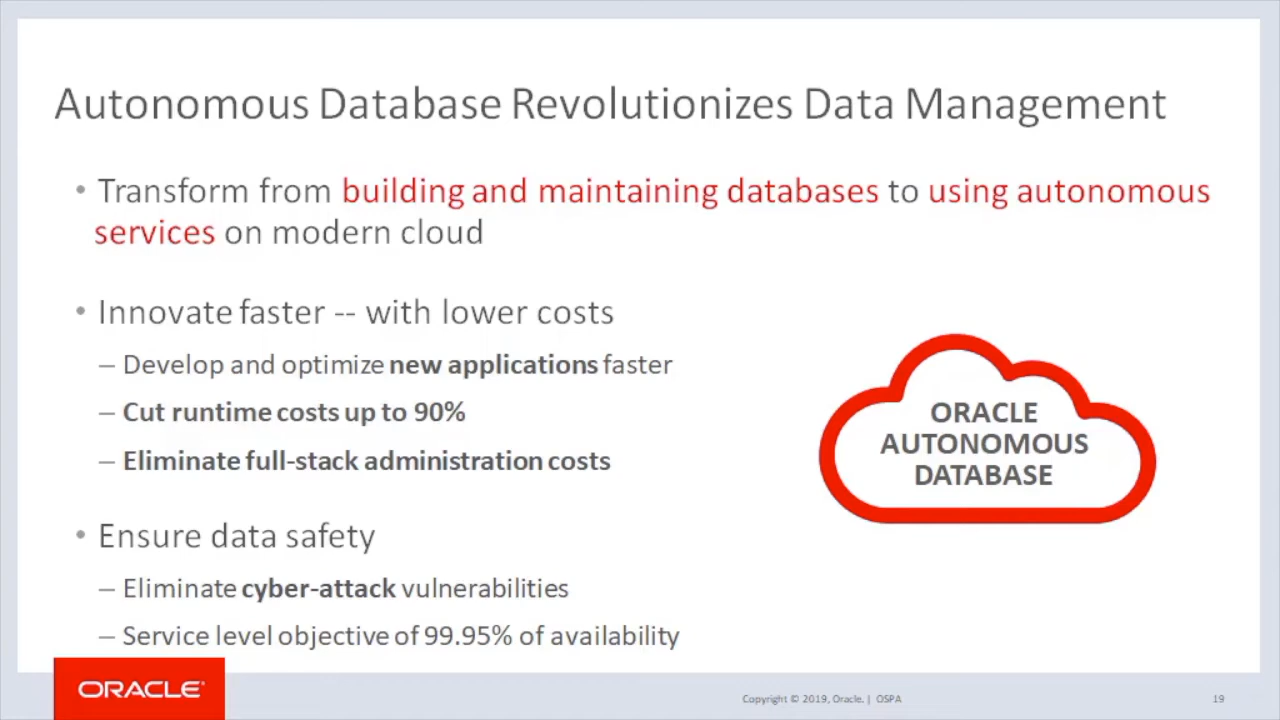 Autonomous Database Revolutionizes Data Management
• Transform from building and maintaining databases to using autonomous
services on modern cloud
• Innovate faster -- with lower costs
– Develop and optimize new applications faster
– Cut runtime costs up to 90%
– Eliminate full-stack administration costs
ORACLE
AUTONOMOUS
DATABASE
• Ensure data safety
– Eliminate cyber-attack vulnerabilities
– Service level objective of 99.95% of availability
ORACLE®
Copyright © 2019, Oracle. | OSPA
19